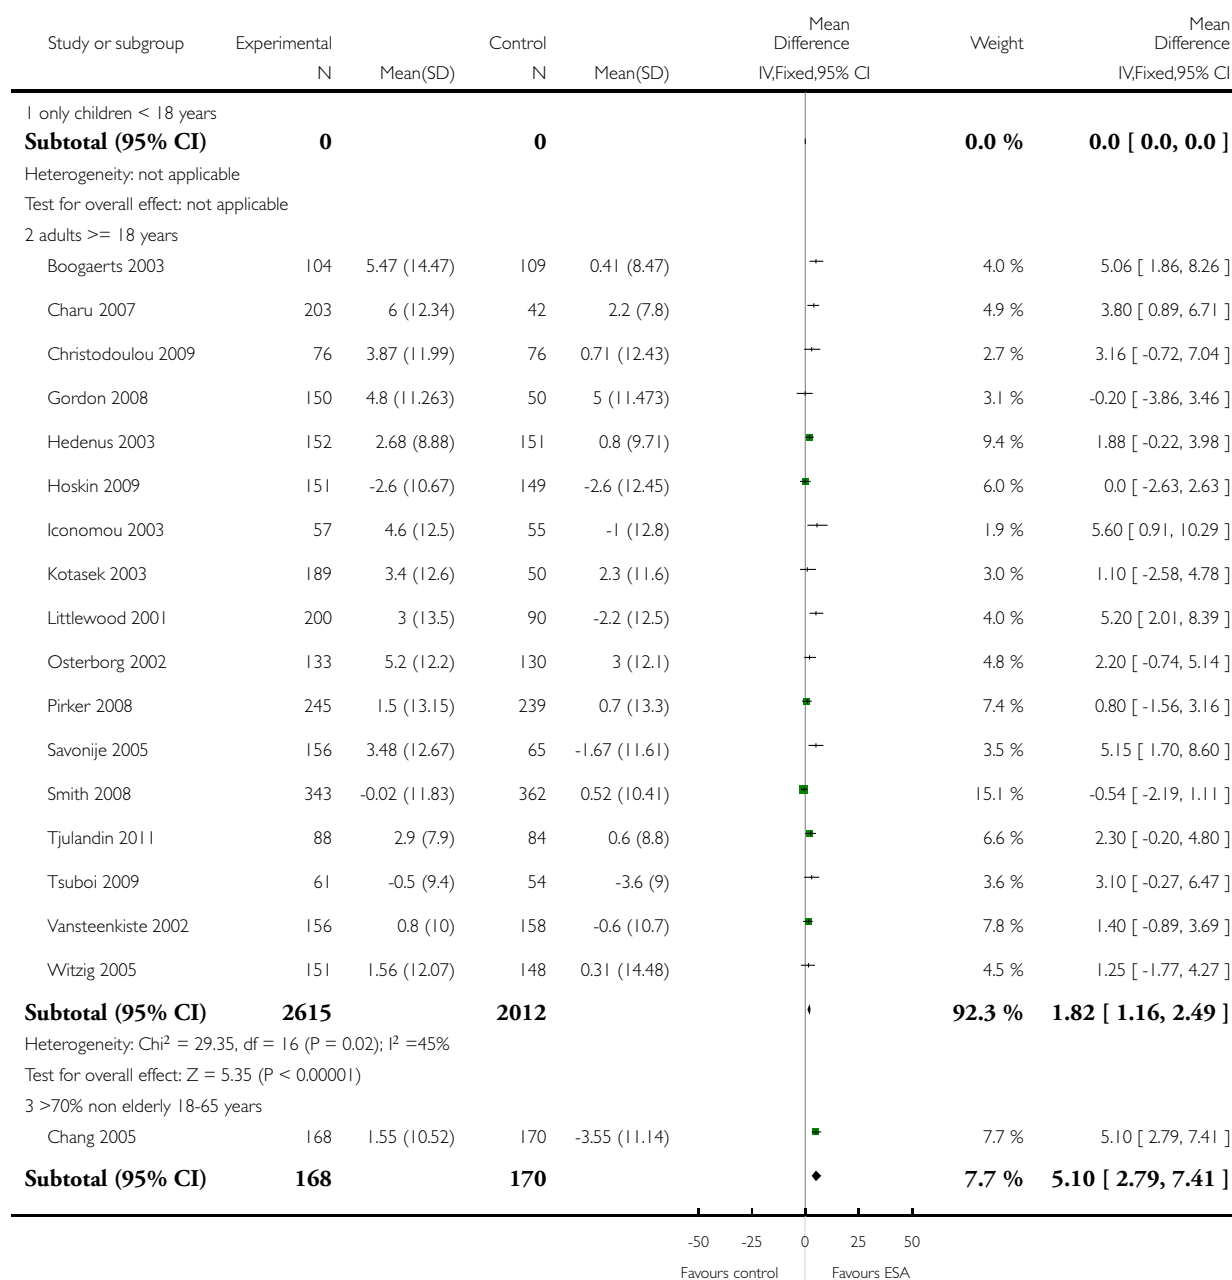 Study or subgroup Experimental Control Mean Difference Weight Mean Difference
N Mean(SD) N Mean(SD) IV,Fixed,95% CI IV,Fixed,95% CI
1 only children < 18 years
Subtotal (95% CI) 0 0 0.0 % 0.0 [ 0.0, 0.0 ]
Heterogeneity: not applicable
Test for overall effect: not applicable
2 adults >= 18 years
Boogaerts 2003 104 5.47 (14.47) 109 0.41 (8.47) 4.0 % 5.06 [ 1.86, 8.26 ]
Charu 2007 203 6 (12.34) 42 2.2 (7.8) 4.9 % 3.80 [ 0.89, 6.71 ]
Christodoulou 2009 76 3.87 (11.99) 76 0.71 (12.43) 2.7 % 3.16 [ -0.72, 7.04 ]
Gordon 2008 150 4.8 (11.263) 50 5 (11.473) 3.1 % -0.20 [ -3.86, 3.46 ]
Hedenus 2003 152 2.68 (8.88) 151 0.8 (9.71) 9.4 % 1.88 [ -0.22, 3.98 ]
Hoskin 2009 151 -2.6 (10.67) 149 -2.6 (12.45) 6.0 % 0.0 [ -2.63, 2.63 ]
Iconomou 2003 57 4.6 (12.5) 55 -1 (12.8) 1.9 % 5.60 [ 0.91, 10.29 ]
Kotasek 2003 189 3.4 (12.6) 50 2.3 (11.6) 3.0 % 1.10 [ -2.58, 4.78 ]
Littlewood 2001 200 3 (13.5) 90 -2.2 (12.5) 4.0 % 5.20 [ 2.01, 8.39 ]
Osterborg 2002 133 5.2 (12.2) 130 3 (12.1) 4.8 % 2.20 [ -0.74, 5.14 ]
Pirker 2008 245 1.5 (13.15) 239 0.7 (13.3) 7.4 % 0.80 [ -1.56, 3.16 ]
Savonije 2005 156 3.48 (12.67) 65 -1.67 (11.61) 3.5 % 5.15 [ 1.70, 8.60 ]
Smith 2008 343 -0.02 (11.83) 362 0.52 (10.41) 15.1 % -0.54 [ -2.19, 1.11 ]
Tjulandin 2011 88 2.9 (7.9) 84 0.6 (8.8) 6.6 % 2.30 [ -0.20, 4.80 ]
Tsuboi 2009 61 -0.5 (9.4) 54 -3.6 (9) 3.6 % 3.10 [ -0.27, 6.47 ]
Vansteenkiste 2002 156 0.8 (10) 158 -0.6 (10.7) 7.8 % 1.40 [ -0.89, 3.69 ]
Witzig 2005 151 1.56 (12.07) 148 0.31 (14.48) 4.5 % 1.25 [ -1.77, 4.27 ]
Subtotal (95% CI) 2615 2012 92.3 % 1.82 [ 1.16, 2.49 ]
Heterogeneity: Chi² = 29.35, df = 16 (P = 0.02); I² =45%
Test for overall effect: Z = 5.35 (P < 0.00001)
3 >70% non elderly 18-65 years
Chang 2005 168 1.55 (10.52) 170 -3.55 (11.14) 7.7 % 5.10 [ 2.79, 7.41 ]
Subtotal (95% CI) 168 170 7.7 % 5.10 [ 2.79, 7.41 ]
-50 -25 0 25 50
Favours control Favours ESA